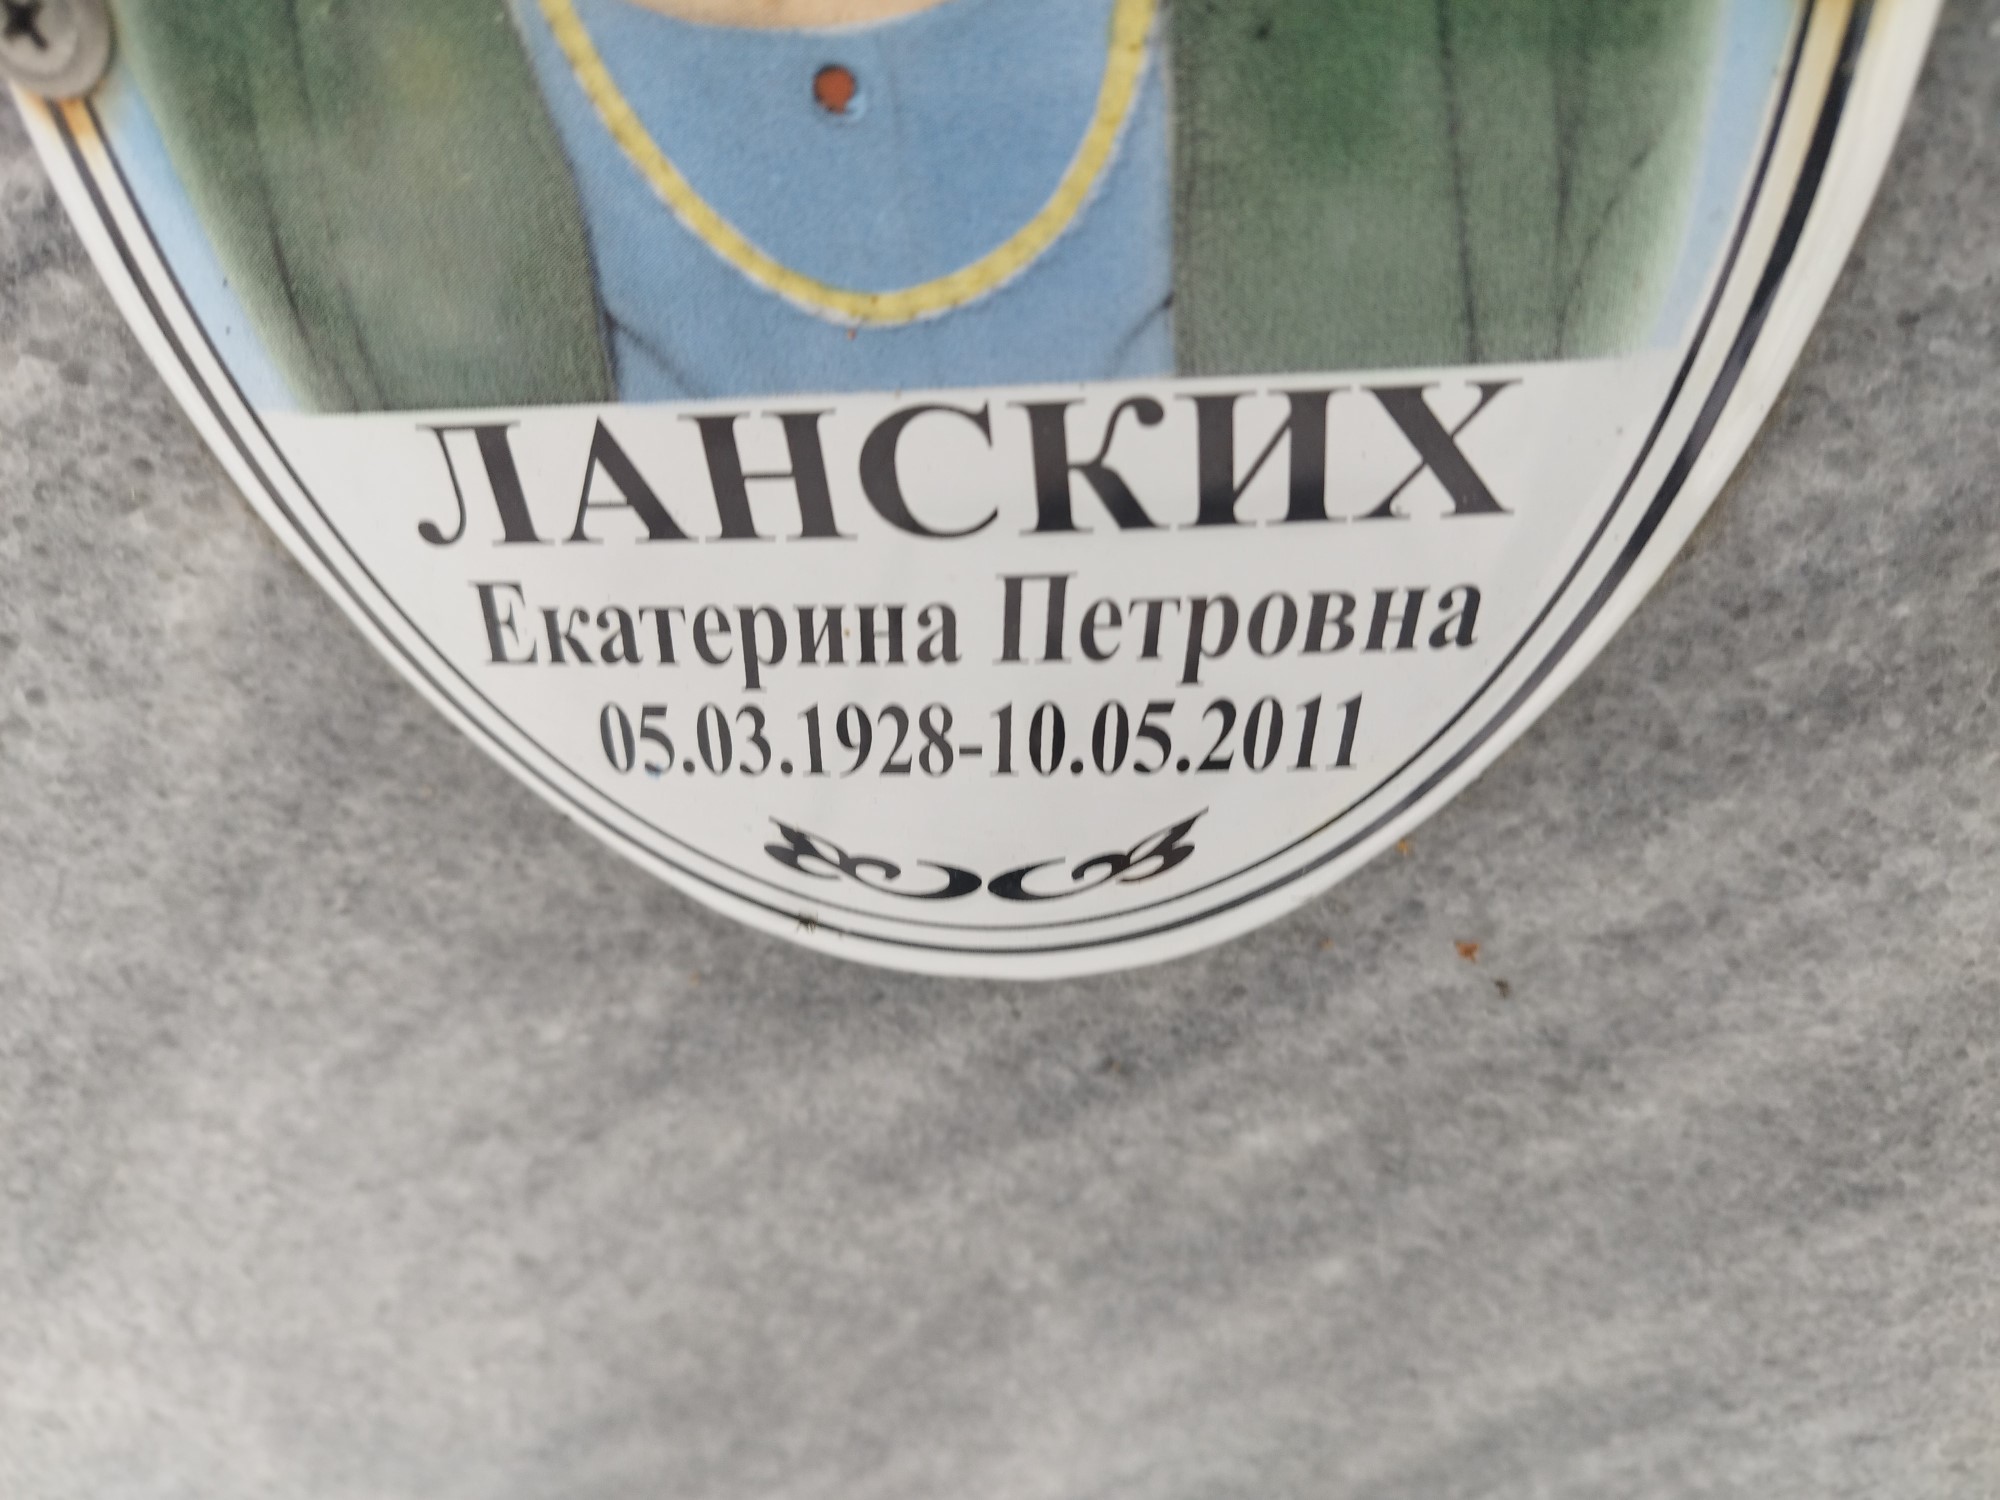 ЛАНСКИХ
Екатерина Петровна
05.03.1928-10.05.2011